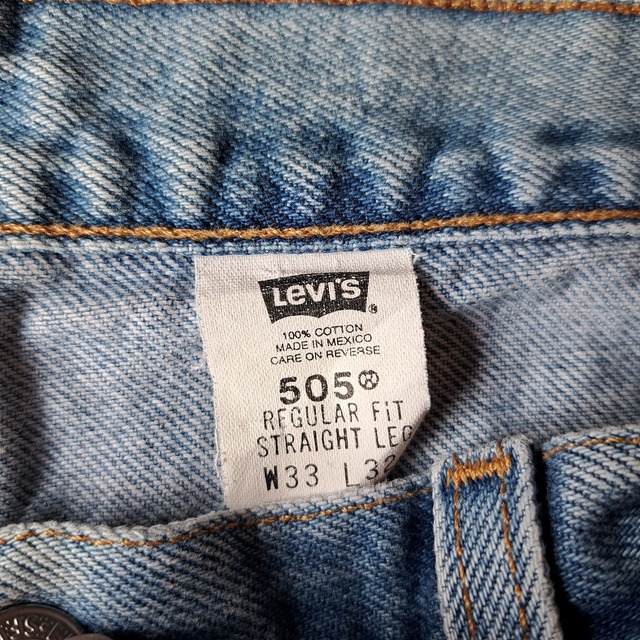 Levi's ®
100% COTTON
MADE IN MEXICO
CARE ON REVERSE
505®
REGULAR FIT
STRAIGHT LEG
W33 L32